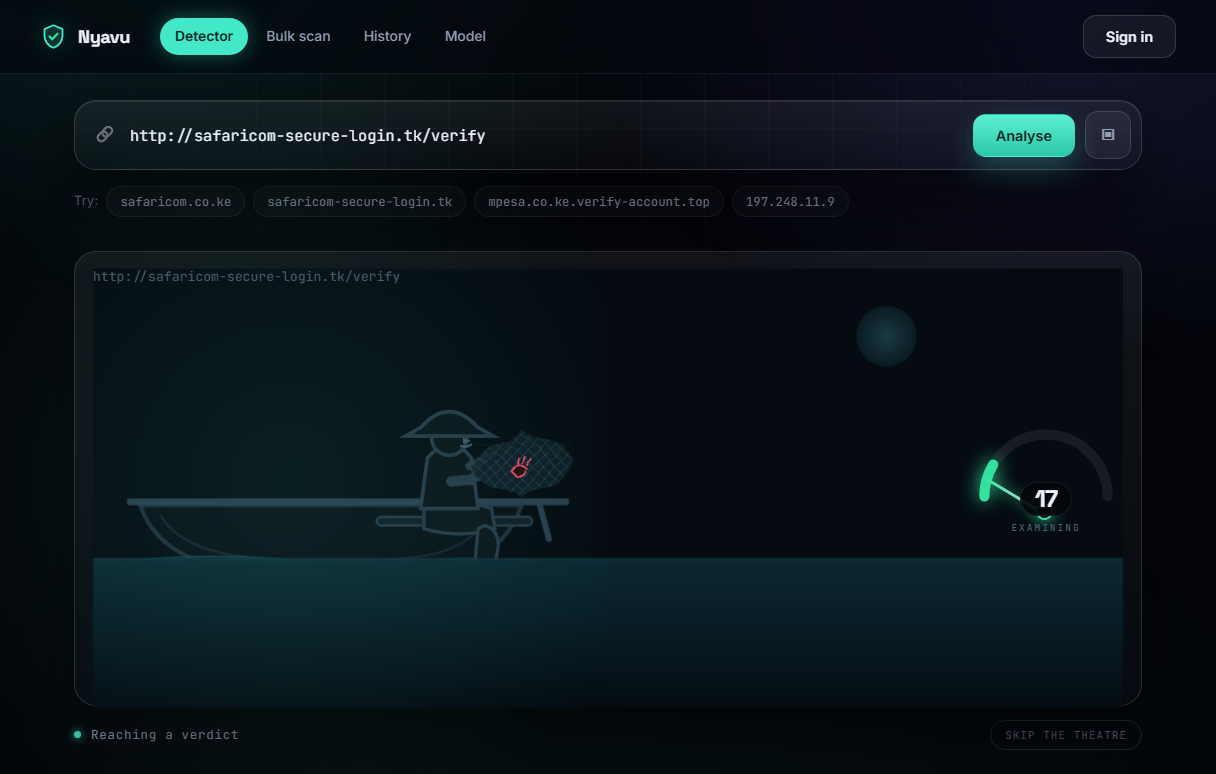 Nyavu
Detector
Bulk scan
History
Model
Sign in
http://safaricom-secure-login.tk/verify
Analyse
Try:
safaricom.co.ke
safaricom-secure-login.tk
mpesa.co.ke.verify-account.top
197.248.11.9
http://safaricom-secure-login.tk/verify
17
EXAMINING
Reaching a verdict
SKIP THE THEATRE